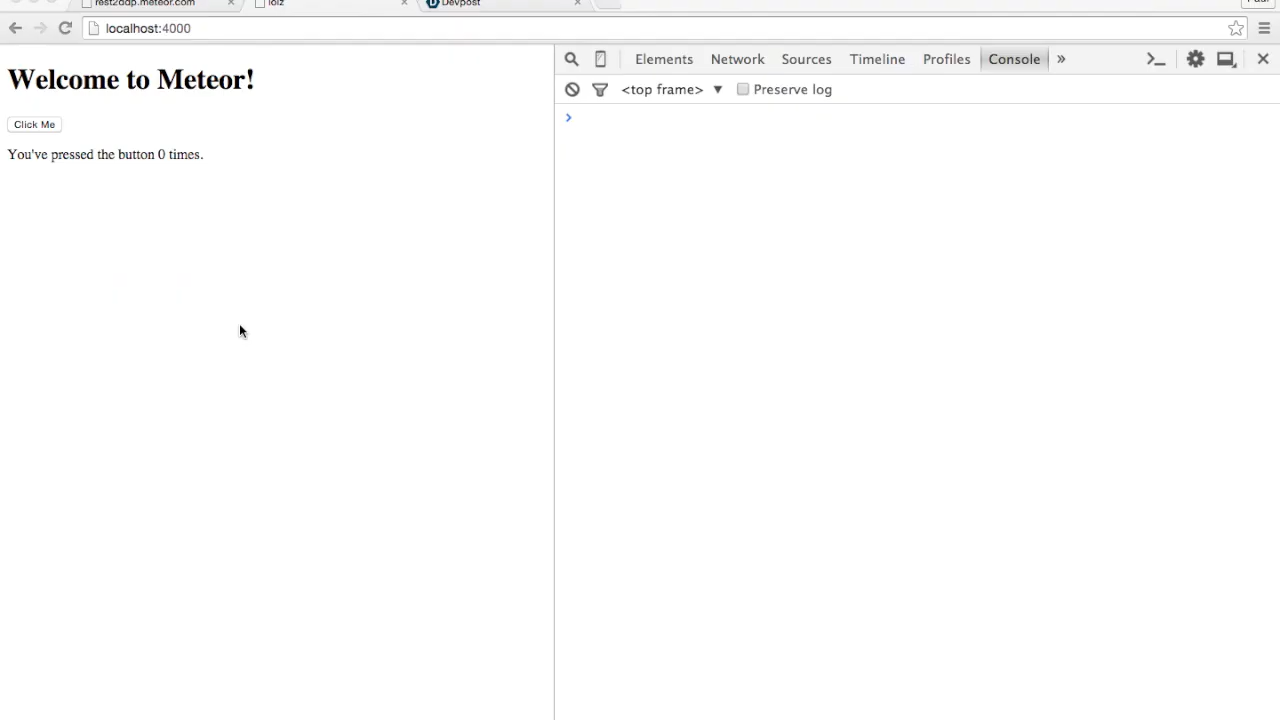 rest2ddp.meteor.com
lolz
Devpost
Paul
localhost:4000
Elements Network Sources Timeline Profiles Console »
<top frame> ▼ Preserve log
Welcome to Meteor!
Click Me
You've pressed the button 0 times.